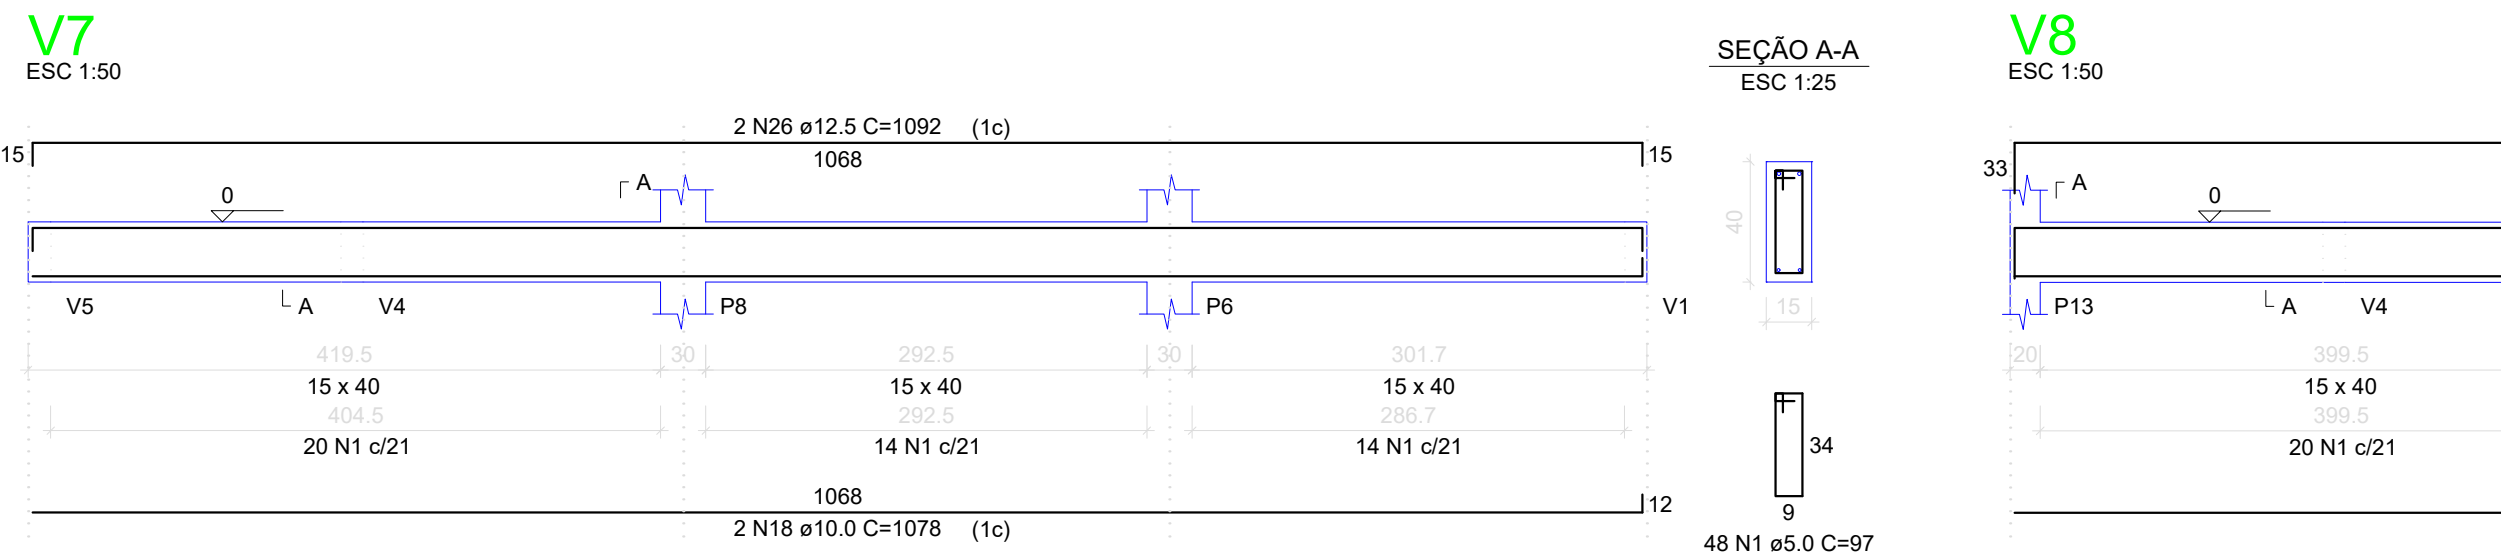 V7
ESC 1:50
SEÇÃO A-A
ESC 1:25
V8
ESC 1:50
2 N26 ø12.5 C=1092 (1c)
15 1068 15
A
0
V5 A V4 P8 P6 V1
419.5 30 292.5 30 301.7
15 x 40 15 x 40 15 x 40
404.5 292.5 286.7
20 N1 c/21 14 N1 c/21 14 N1 c/21
1068 12
2 N18 ø10.0 C=1078 (1c)
40
15
34
9
48 N1 ø5.0 C=97
33
A
0
P13 A V4
20 399.5
15 x 40
399.5
20 N1 c/21